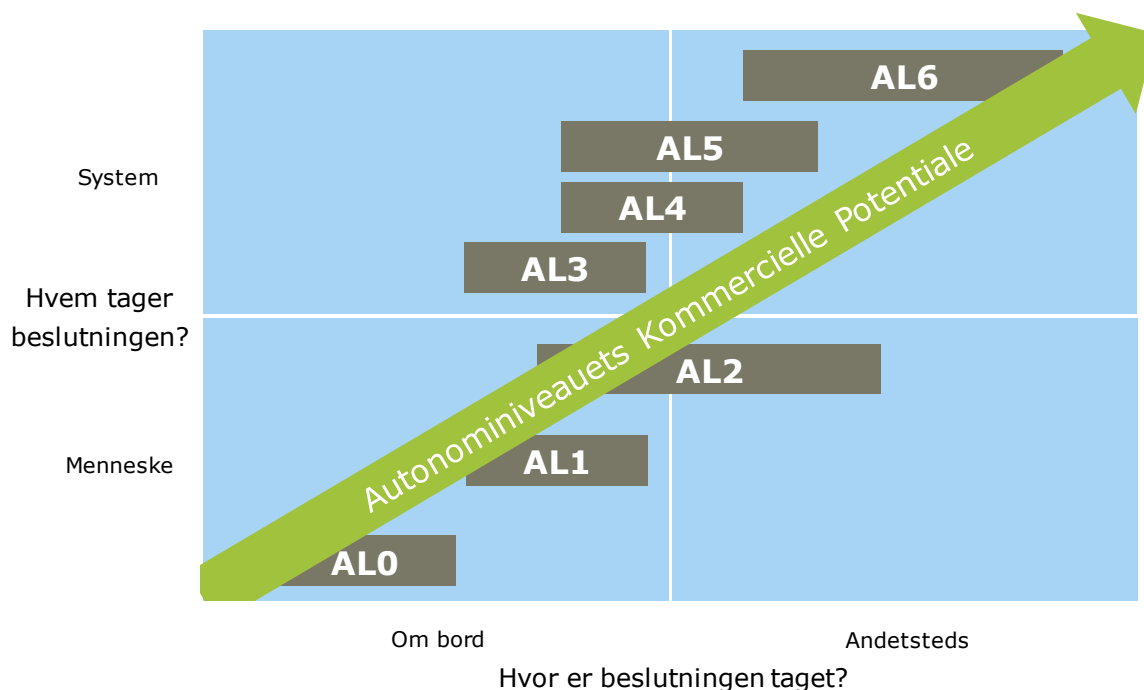 AL6
AL5
System
AL4
AL3
Hvem tager
beslutningen?
Autonominiveauets Kommercielle Potentiale
AL2
Menneske
AL1
AL0
Om bord
Andetsteds
Hvor er beslutningen taget?